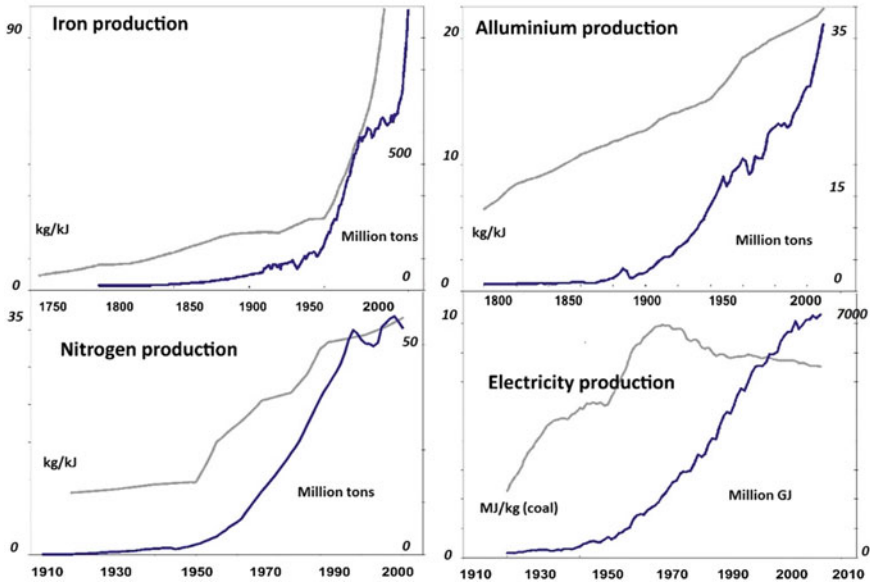 Iron production
90
500
kg/kJ
Million tons
0
0
1750 1800 1850 1900 1950 2000
Alluminium production
20
35
10
15
kg/kJ
Million tons
0
0
1800 1850 1900 1950 2000
Nitrogen production
35
50
kg/kJ
Million tons
0
0
1910 1930 1950 1970 1990 2000
Electricity production
10
7000
MJ/kg (coal)
Million GJ
0
0
1910 1930 1950 1970 1990 2010